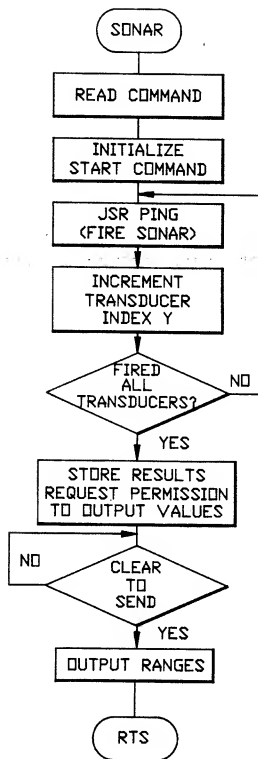 SONAR
READ COMMAND
INITIALIZE
START COMMAND
JSR PING
(FIRE SONAR)
INCREMENT
TRANSDUCER
INDEX Y
FIRED
ALL
TRANSDUCERS?
NO
YES
STORE RESULTS
REQUEST PERMISSION
TO OUTPUT VALUES
NO
CLEAR
TO
SEND
YES
OUTPUT RANGES
RTS